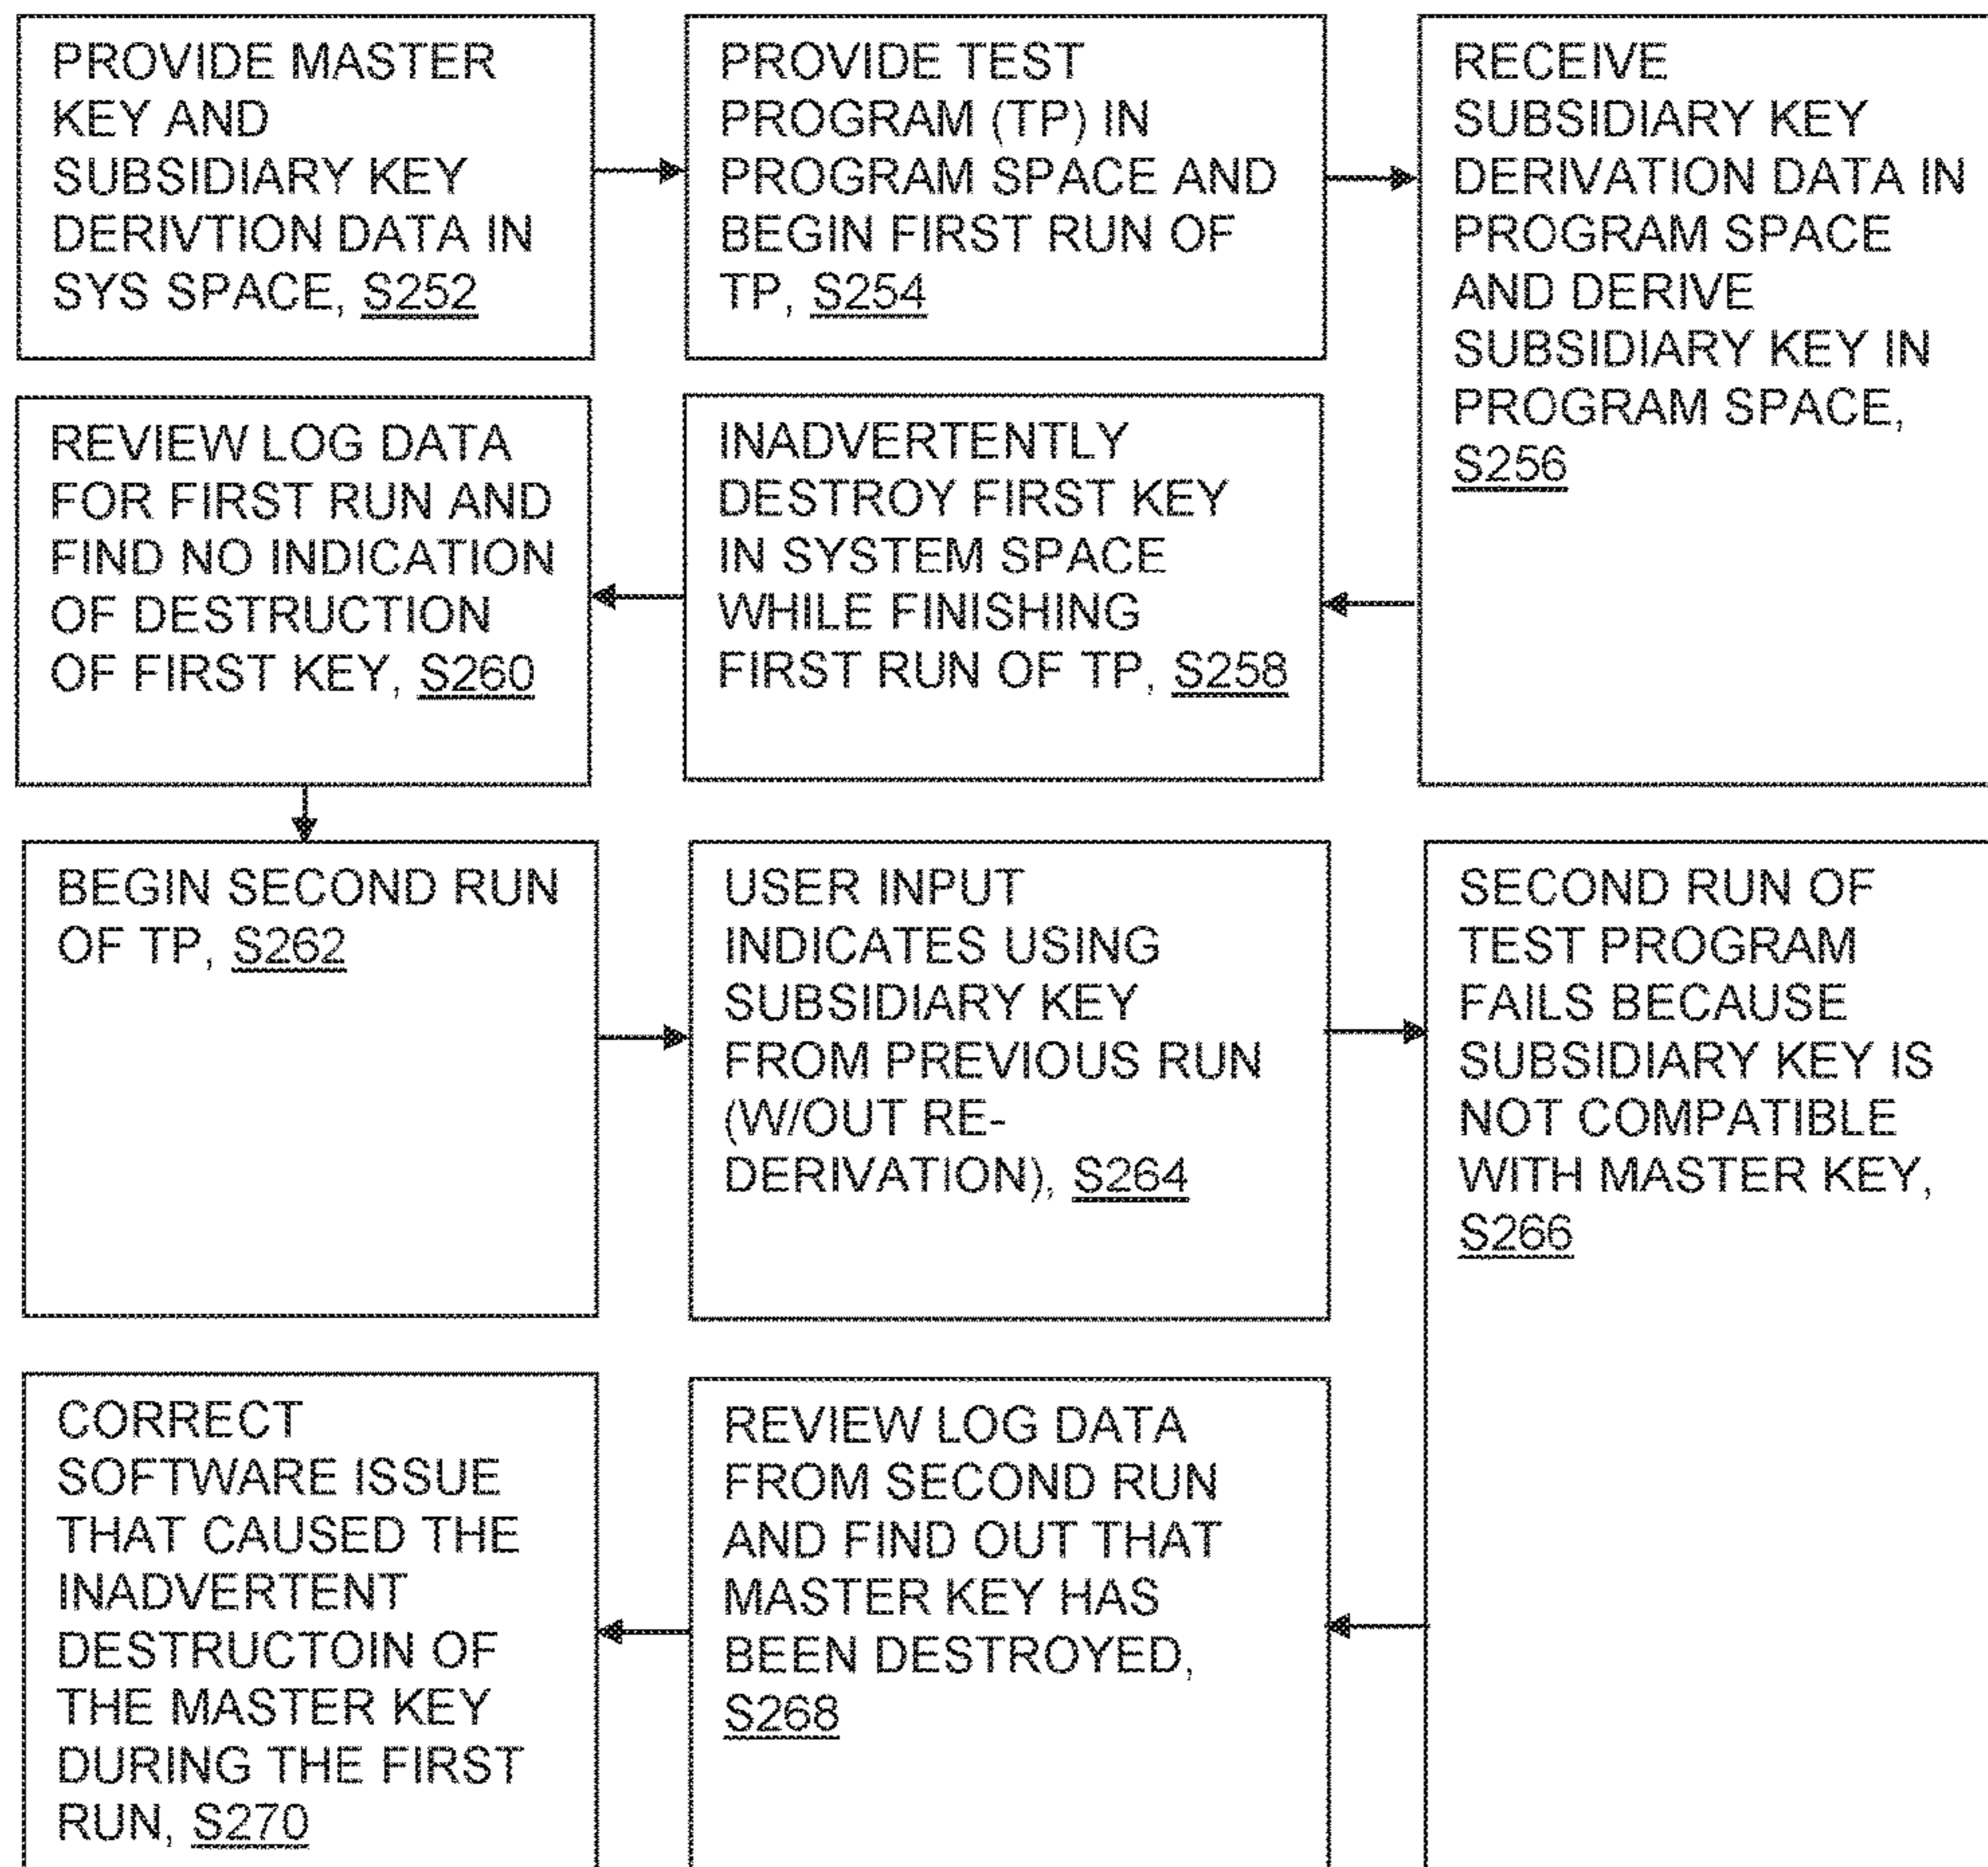 PROVIDE MASTER
KEY AND
SUBSIDIARY KEY
DERIVTION DATA IN
SYS SPACE, S252
PROVIDE TEST
PROGRAM (TP) IN
PROGRAM SPACE AND
BEGIN FIRST RUN OF
TP, S254
RECEIVE
SUBSIDIARY KEY
DERIVATION DATA IN
PROGRAM SPACE
AND DERIVE
SUBSIDIARY KEY IN
PROGRAM SPACE,
S256
INADVERTENTLY
DESTROY FIRST KEY
IN SYSTEM SPACE
WHILE FINISHING
FIRST RUN OF TP, S258
REVIEW LOG DATA
FOR FIRST RUN AND
FIND NO INDICATION
OF DESTRUCTION
OF FIRST KEY, S260
BEGIN SECOND RUN
OF TP, S262
USER INPUT
INDICATES USING
SUBSIDIARY KEY
FROM PREVIOUS RUN
(W/OUT RE-
DERIVATION), S264
SECOND RUN OF
TEST PROGRAM
FAILS BECAUSE
SUBSIDIARY KEY IS
NOT COMPATIBLE
WITH MASTER KEY,
S266
REVIEW LOG DATA
FROM SECOND RUN
AND FIND OUT THAT
MASTER KEY HAS
BEEN DESTROYED,
S268
CORRECT
SOFTWARE ISSUE
THAT CAUSED THE
INADVERTENT
DESTRUCTOIN OF
THE MASTER KEY
DURING THE FIRST
RUN, S270